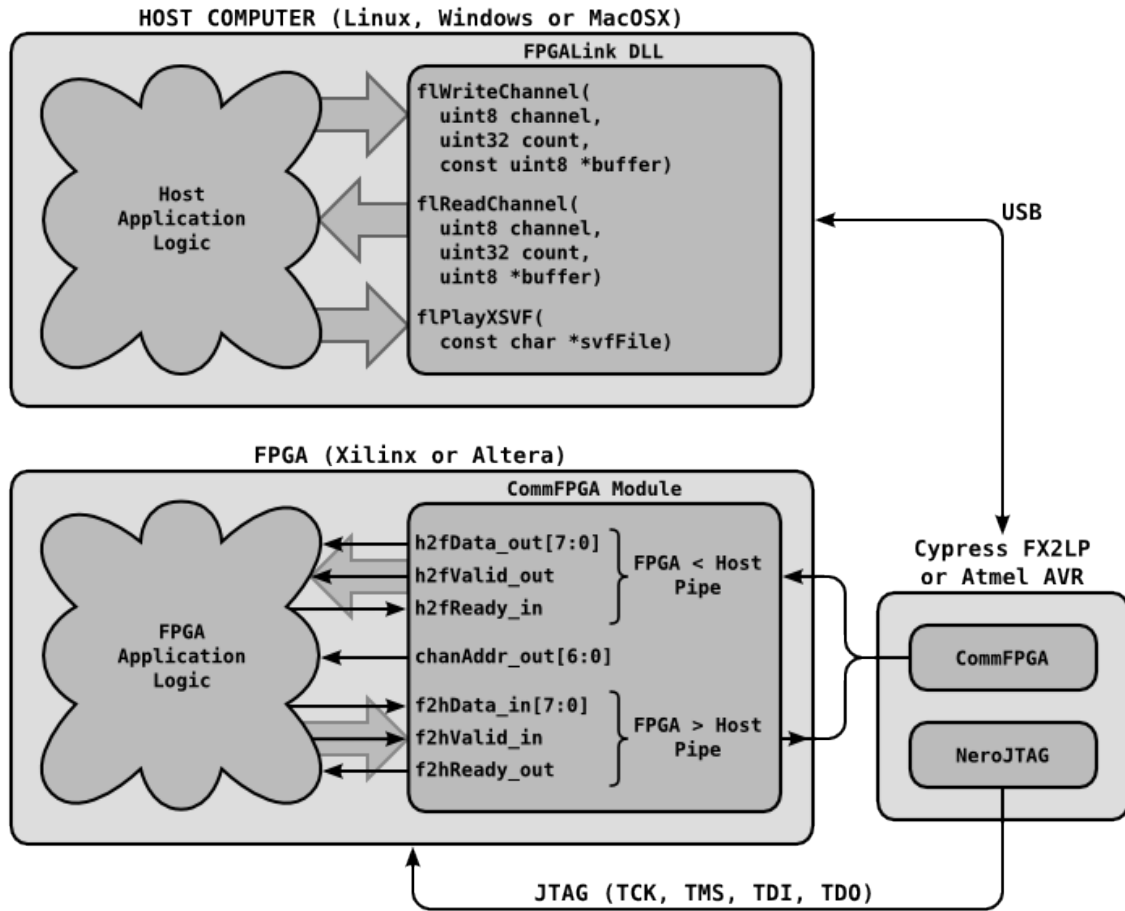 HOST COMPUTER (Linux, Windows or MacOSX)
FPGALink DLL
flWriteChannel(
uint8 channel,
uint32 count,
const uint8 *buffer)
Host
Application
Logic
flReadChannel(
uint8 channel,
uint32 count,
uint8 *buffer)
flPlayXSVF(
const char *svfFile)
USB
FPGA (Xilinx or Altera)
CommFPGA Module
h2fData_out[7:0]
h2fValid_out
h2fReady_in
FPGA < Host
Pipe
FPGA
Application
Logic
chanAddr_out[6:0]
f2hData_in[7:0]
f2hValid_in
f2hReady_out
FPGA > Host
Pipe
Cypress FX2LP
or Atmel AVR
CommFPGA
NeroJTAG
JTAG (TCK, TMS, TDI, TDO)